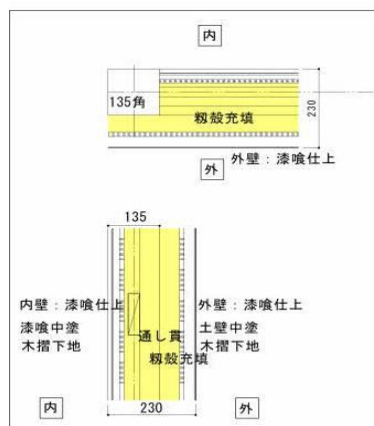 内
135角
籾殻充填
230
外
外壁：漆喰仕上
135
内壁：漆喰仕上
漆喰中塗
木摺下地
外壁：漆喰仕上
土壁中塗
木摺下地
通し貫
籾殻充填
内
230
外